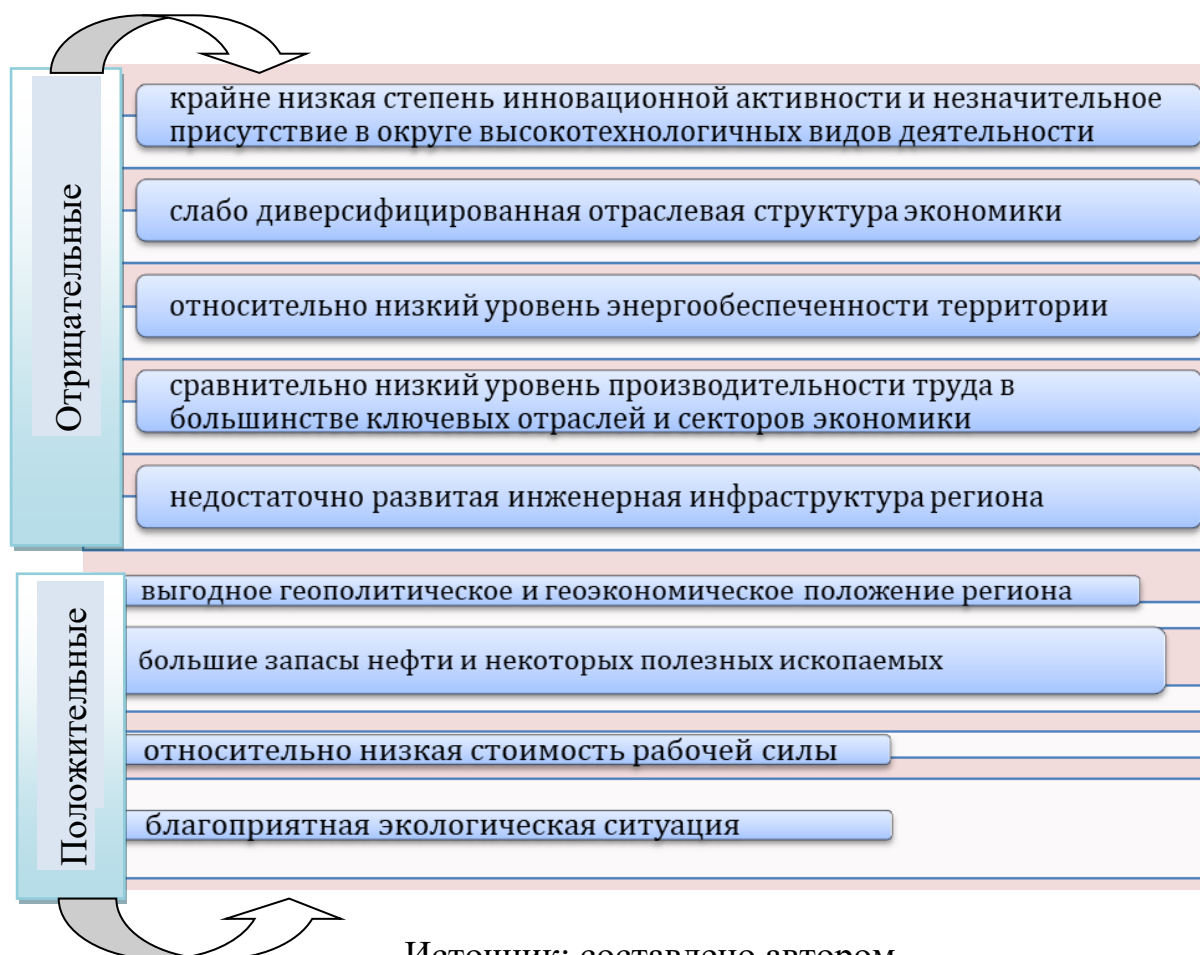 Отрицательные
крайне низкая степень инновационной активности и незначительное
присутствие в округе высокотехнологичных видов деятельности
слабо диверсифицированная отраслевая структура экономики
относительно низкий уровень энергообеспеченности территории
сравнительно низкий уровень производительности труда в
большинстве ключевых отраслей и секторов экономики
недостаточно развитая инженерная инфраструктура региона
Положительные
выгодное геополитическое и геоэкономическое положение региона
большие запасы нефти и некоторых полезных ископаемых
относительно низкая стоимость рабочей силы
благоприятная экологическая ситуация
Источник: составлено автором